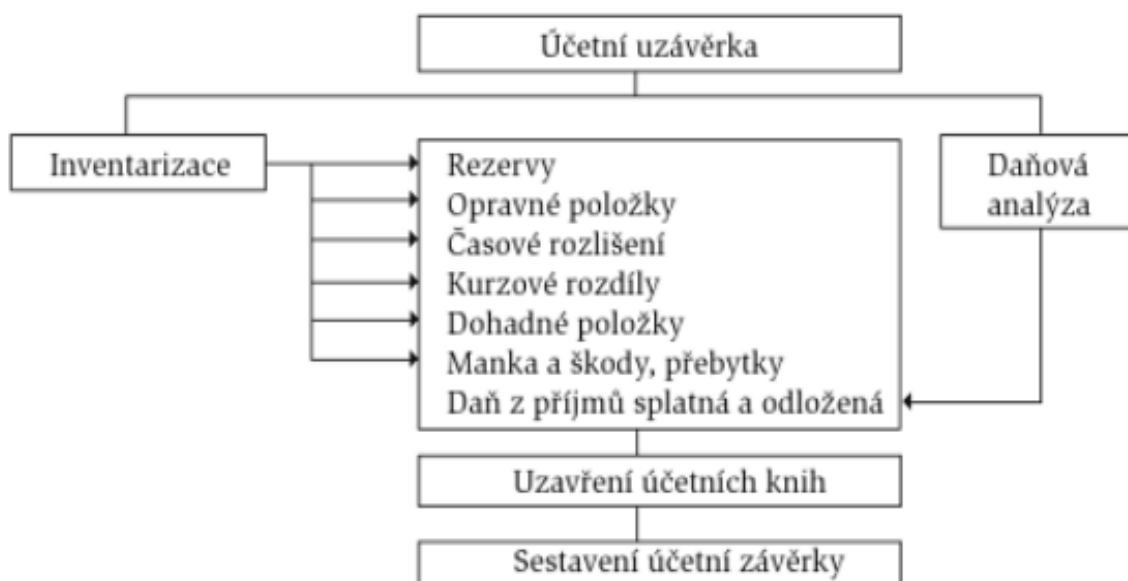 Účetní uzávěrka
Inventarizace
Rezervy
Opravné položky
Časové rozlišení
Kurzové rozdíly
Dohadné položky
Manka a škody, přebytky
Daň z příjmů splatná a odložená
Daňová
analýza
Uzavření účetních knih
Sestavení účetní závěrky